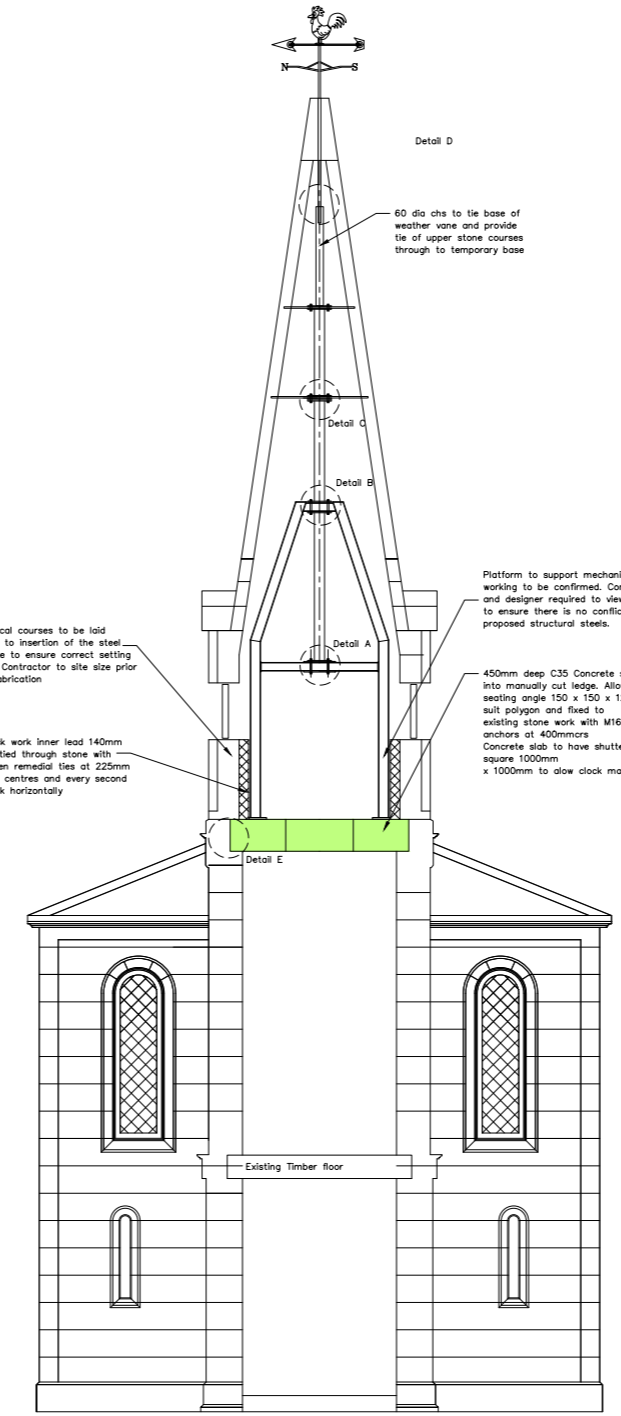 N S
Detail D
60 dia chs to tie base of
weather vane and provide
tie of upper stone courses
through to temporary base
Detail C
Detail B
Platform to support mechani
working to be confirmed. Con
and designer required to view
to ensure there is no conflic
proposed structural steels.
cal courses to be laid
to insertion of the steel
e to ensure correct setting
Contractor to site size prior
abrication
Detail A
450mm deep C35 Concrete s
into manually cut ledge. Allo
seating angle 150 x 150 x 1
suit polygon and fixed to
existing stone work with M16
anchors at 400mmcrs
Concrete slab to have shutte
square 1000mm
x 1000mm to alow clock ma
k work inner lead 140mm
tied through stone with
en remedial ties at 225mm
centres and every second
k horizontally
Detail E
Existing Timber floor